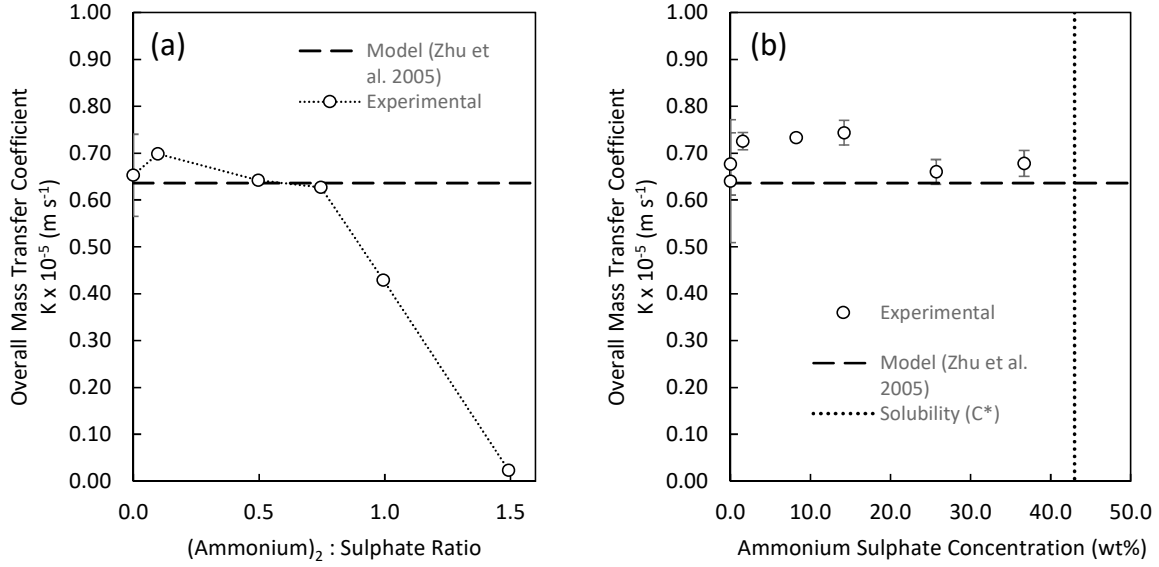 (a)
Model (Zhu et
al. 2005)
Experimental
1.00
0.90
0.80
0.70
0.60
0.50
0.40
0.30
0.20
0.10
0.00
Overall Mass Transfer Coefficient
K x 10⁻⁵ (m s⁻¹)
0.0 0.5 1.0 1.5
(Ammonium)₂ : Sulphate Ratio
(b)
Experimental
Model (Zhu et al.
2005)
Solubility (C*)
1.00
0.90
0.80
0.70
0.60
0.50
0.40
0.30
0.20
0.10
0.00
Overall Mass Transfer Coefficient
K x 10⁻⁵ (m s⁻¹)
0.0 10.0 20.0 30.0 40.0 50.0
Ammonium Sulphate Concentration (wt%)